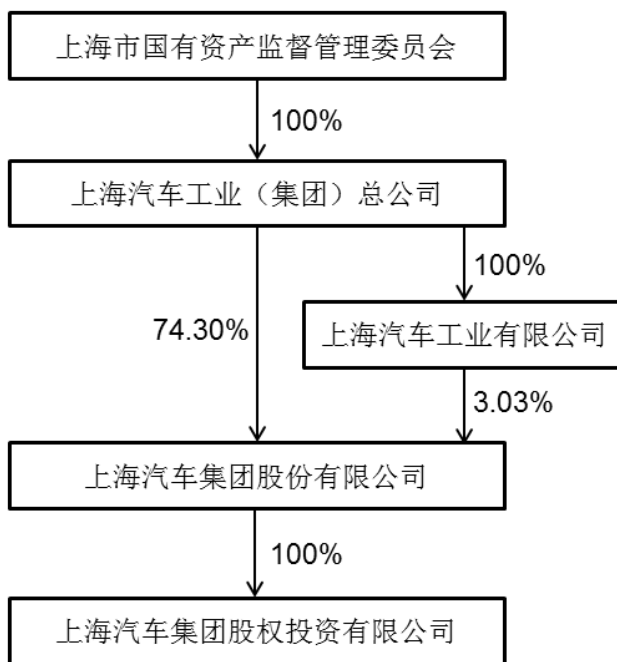 上海市国有资产监督管理委员会
100%
上海汽车工业（集团）总公司
100%
74.30%
上海汽车工业有限公司
3.03%
上海汽车集团股份有限公司
100%
上海汽车集团股权投资有限公司